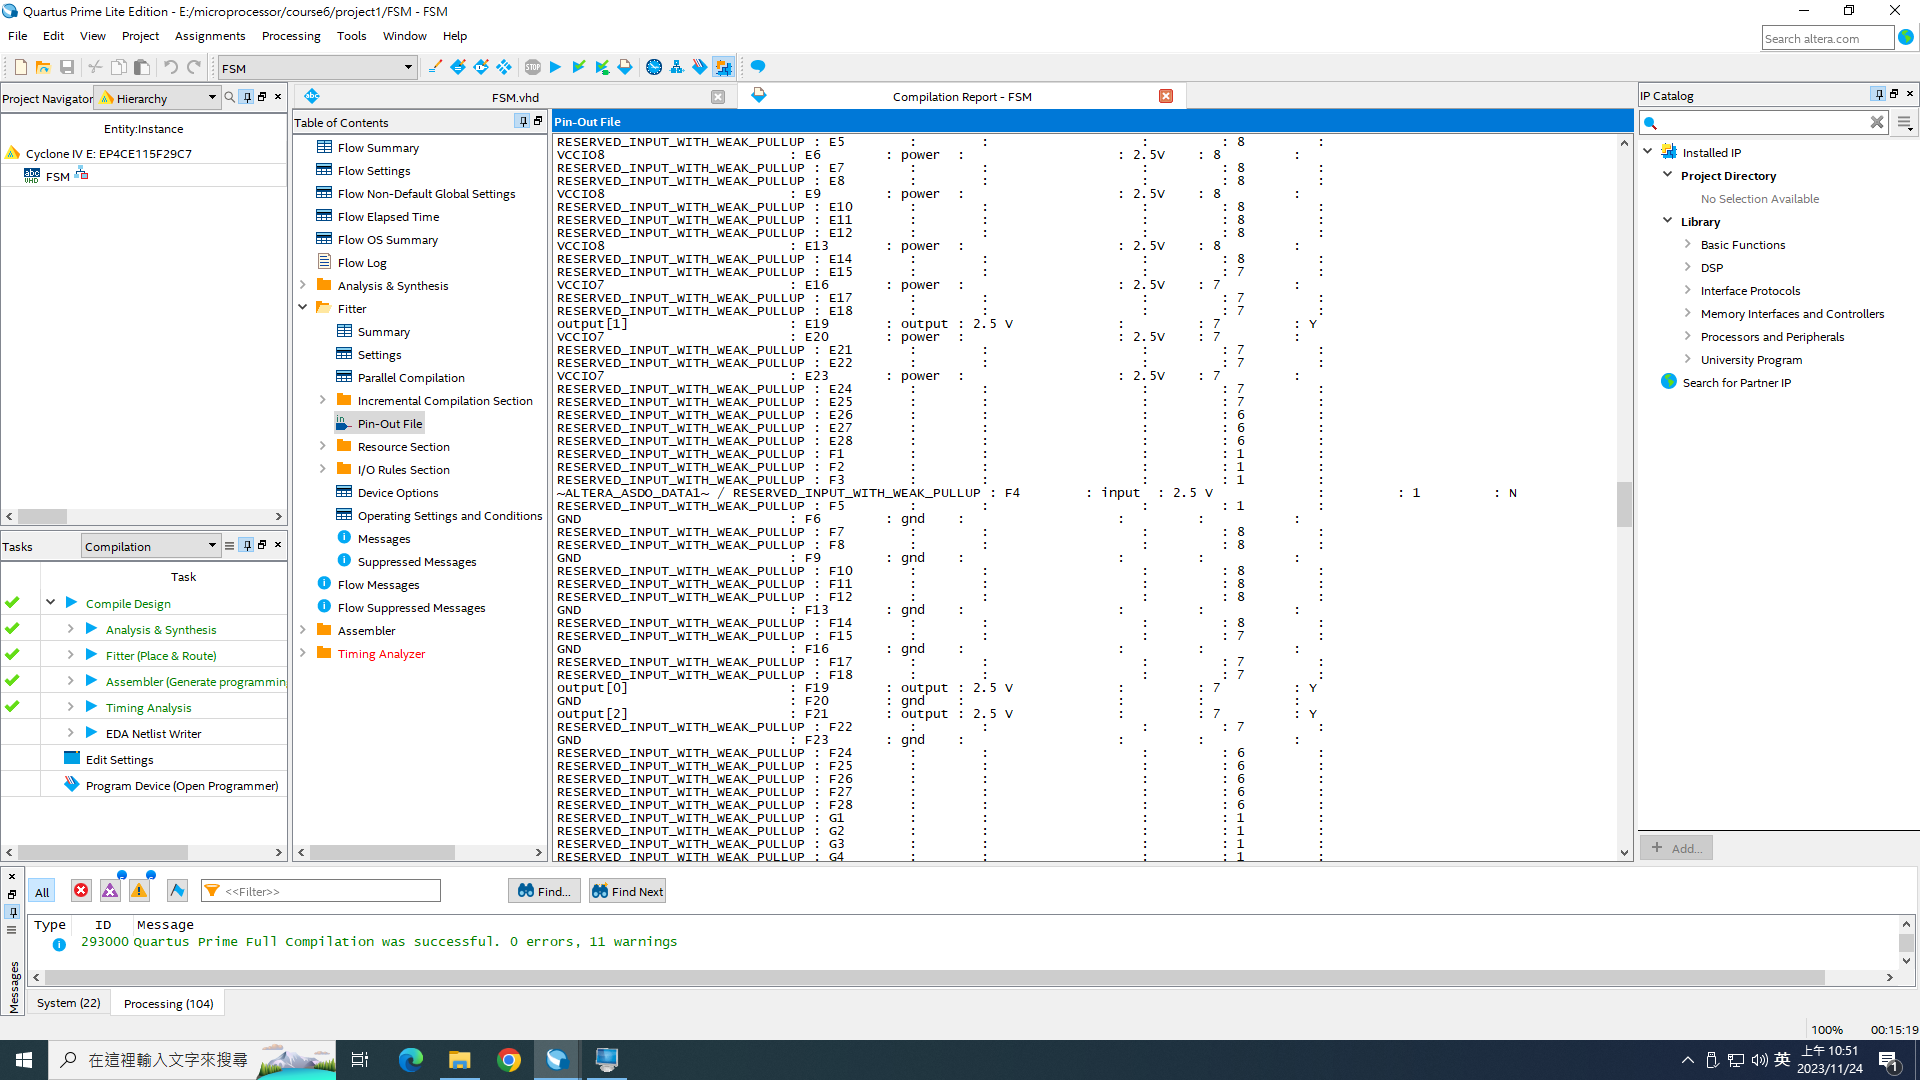 Quartus Prime Lite Edition - E:/microprocessor/course6/project1/FSM - FSM
File Edit View Project Assignments Processing Tools Window Help
Search altera.com
FSM
Project Navigator Hierarchy
Entity:Instance
Cyclone IV E: EP4CE115F29C7
FSM
Tasks Compilation
Task
Compile Design
Analysis & Synthesis
Fitter (Place & Route)
Assembler (Generate programmin
Timing Analysis
EDA Netlist Writer
Edit Settings
Program Device (Open Programmer)
FSM.vhd
Compilation Report - FSM
Table of Contents
Flow Summary
Flow Settings
Flow Non-Default Global Settings
Flow Elapsed Time
Flow OS Summary
Flow Log
Analysis & Synthesis
Fitter
Summary
Settings
Parallel Compilation
Incremental Compilation Section
Pin-Out File
Resource Section
I/O Rules Section
Device Options
Operating Settings and Conditions
Messages
Suppressed Messages
Flow Messages
Flow Suppressed Messages
Assembler
Timing Analyzer
Pin-Out File
RESERVED_INPUT_WITH_WEAK_PULLUP : E5 : : : : 8 :
VCCIO8 : E6 : power : : 2.5V : 8 :
RESERVED_INPUT_WITH_WEAK_PULLUP : E7 : : : : 8 :
RESERVED_INPUT_WITH_WEAK_PULLUP : E8 : : : : 8 :
VCCIO8 : E9 : power : : 2.5V : 8 :
RESERVED_INPUT_WITH_WEAK_PULLUP : E10 : : : : 8 :
RESERVED_INPUT_WITH_WEAK_PULLUP : E11 : : : : 8 :
RESERVED_INPUT_WITH_WEAK_PULLUP : E12 : : : : 8 :
VCCIO8 : E13 : power : : 2.5V : 8 :
RESERVED_INPUT_WITH_WEAK_PULLUP : E14 : : : : 8 :
RESERVED_INPUT_WITH_WEAK_PULLUP : E15 : : : : 7 :
VCCIO7 : E16 : power : : 2.5V : 7 :
RESERVED_INPUT_WITH_WEAK_PULLUP : E17 : : : : 7 :
RESERVED_INPUT_WITH_WEAK_PULLUP : E18 : : : : 7 :
output[1] : E19 : output : 2.5 V : : 7 : Y
VCCIO7 : E20 : power : : 2.5V : 7 :
RESERVED_INPUT_WITH_WEAK_PULLUP : E21 : : : : 7 :
RESERVED_INPUT_WITH_WEAK_PULLUP : E22 : : : : 7 :
VCCIO7 : E23 : power : : 2.5V : 7 :
RESERVED_INPUT_WITH_WEAK_PULLUP : E24 : : : : 7 :
RESERVED_INPUT_WITH_WEAK_PULLUP : E25 : : : : 7 :
RESERVED_INPUT_WITH_WEAK_PULLUP : E26 : : : : 6 :
RESERVED_INPUT_WITH_WEAK_PULLUP : E27 : : : : 6 :
RESERVED_INPUT_WITH_WEAK_PULLUP : E28 : : : : 6 :
RESERVED_INPUT_WITH_WEAK_PULLUP : F1 : : : : 1 :
RESERVED_INPUT_WITH_WEAK_PULLUP : F2 : : : : 1 :
RESERVED_INPUT_WITH_WEAK_PULLUP : F3 : : : : 1 :
~ALTERA_ASDO_DATA1~ / RESERVED_INPUT_WITH_WEAK_PULLUP : F4 : input : 2.5 V : : 1 : N
RESERVED_INPUT_WITH_WEAK_PULLUP : F5 : : : : 1 :
GND : F6 : gnd : : : :
RESERVED_INPUT_WITH_WEAK_PULLUP : F7 : : : : 8 :
RESERVED_INPUT_WITH_WEAK_PULLUP : F8 : : : : 8 :
GND : F9 : gnd : : : :
RESERVED_INPUT_WITH_WEAK_PULLUP : F10 : : : : 8 :
RESERVED_INPUT_WITH_WEAK_PULLUP : F11 : : : : 8 :
RESERVED_INPUT_WITH_WEAK_PULLUP : F12 : : : : 8 :
GND : F13 : gnd : : : :
RESERVED_INPUT_WITH_WEAK_PULLUP : F14 : : : : 8 :
RESERVED_INPUT_WITH_WEAK_PULLUP : F15 : : : : 7 :
GND : F16 : gnd : : : :
RESERVED_INPUT_WITH_WEAK_PULLUP : F17 : : : : 7 :
RESERVED_INPUT_WITH_WEAK_PULLUP : F18 : : : : 7 :
output[0] : F19 : output : 2.5 V : : 7 : Y
GND : F20 : gnd : : : :
output[2] : F21 : output : 2.5 V : : 7 : Y
RESERVED_INPUT_WITH_WEAK_PULLUP : F22 : : : : 7 :
GND : F23 : gnd : : : :
RESERVED_INPUT_WITH_WEAK_PULLUP : F24 : : : : 6 :
RESERVED_INPUT_WITH_WEAK_PULLUP : F25 : : : : 6 :
RESERVED_INPUT_WITH_WEAK_PULLUP : F26 : : : : 6 :
RESERVED_INPUT_WITH_WEAK_PULLUP : F27 : : : : 6 :
RESERVED_INPUT_WITH_WEAK_PULLUP : F28 : : : : 6 :
RESERVED_INPUT_WITH_WEAK_PULLUP : G1 : : : : 1 :
RESERVED_INPUT_WITH_WEAK_PULLUP : G2 : : : : 1 :
RESERVED_INPUT_WITH_WEAK_PULLUP : G3 : : : : 1 :
RESERVED_INPUT_WITH_WEAK_PULLUP : G4 : : : : 1 :
IP Catalog
Installed IP
Project Directory
No Selection Available
Library
Basic Functions
DSP
Interface Protocols
Memory Interfaces and Controllers
Processors and Peripherals
University Program
Search for Partner IP
+ Add...
All <<Filter>> Find... Find Next
Type ID Message
293000 Quartus Prime Full Compilation was successful. 0 errors, 11 warnings
Messages
System (22) Processing (104)
100% 00:15:19
在這裡輸入文字來搜尋
英
上午 10:51
2023/11/24
1